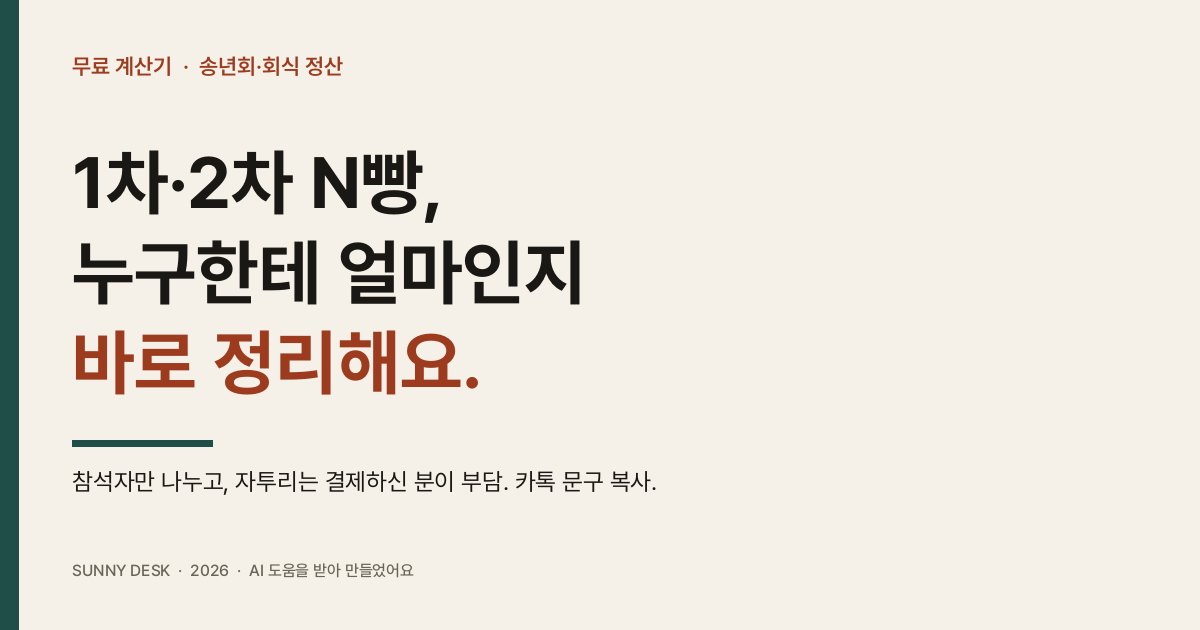 무료 계산기 · 송년회·회식 정산
1차·2차 N빵,
누구한테 얼마인지
바로 정리해요.
참석자만 나누고, 자투리는 결제하신 분이 부담. 카톡 문구 복사.
SUNNY DESK · 2026 · AI 도움을 받아 만들었어요